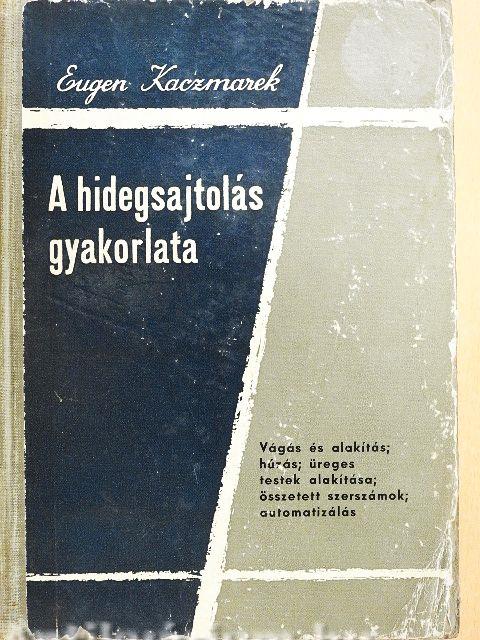 Eugen Kaczmarek
A hidegsajtolás
gyakorlata
Vágás és alakítás;
húzás; üreges
testek alakítása;
összetett szerszámok;
automatizálás